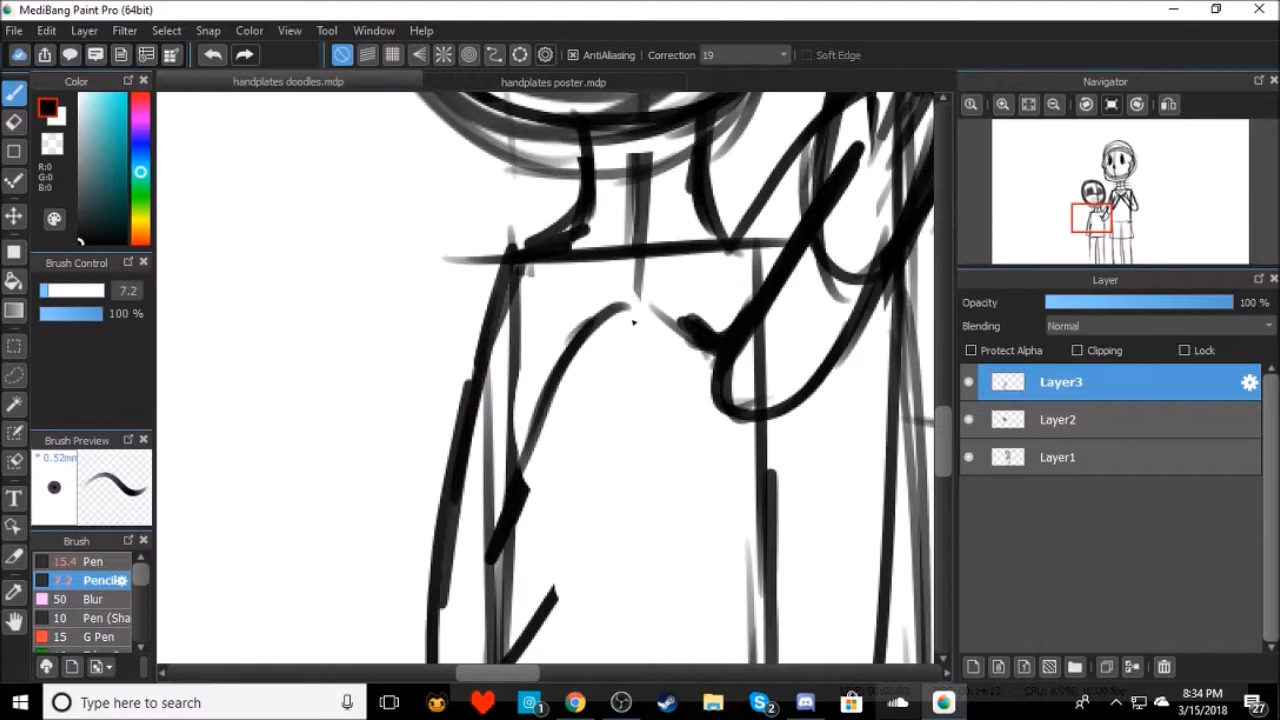 MediBang Paint Pro (64bit)
File Edit Layer Filter Select Snap Color View Tool Window Help
AntiAliasing Correction 19 Soft Edge
Color
handplates doodles.mdp
handplates poster.mdp
Navigator
R:0
G:0
B:0
Brush Control
7.2
100 %
Layer
Opacity 100 %
Blending Normal
Protect Alpha Clipping Lock
Layer3
Layer2
Layer1
Brush Preview
* 0.52mm
Brush
15.4 Pen
7.2 Pencil
50 Blur
10 Pen (Sha
15 G Pen
T
Type here to search
1
2
8:34 PM
3/15/2018
27